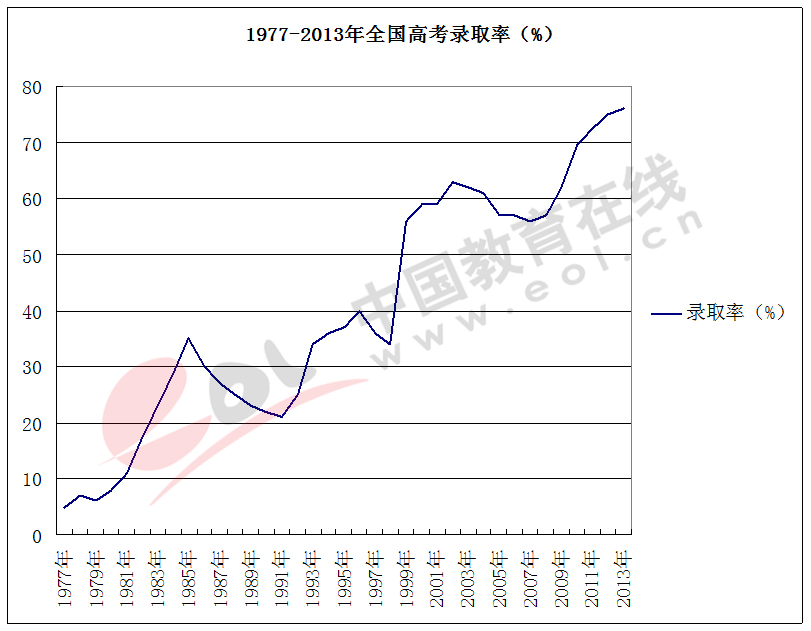 1977-2013年全国高考录取率（%）
80
70
60
50
40
30
20
10
0
1977年
1979年
1981年
1983年
1985年
1987年
1989年
1991年
1993年
1995年
1997年
1999年
2001年
2003年
2005年
2007年
2009年
2011年
2013年
录取率（%）
eol 中国教育在线
www.eol.cn